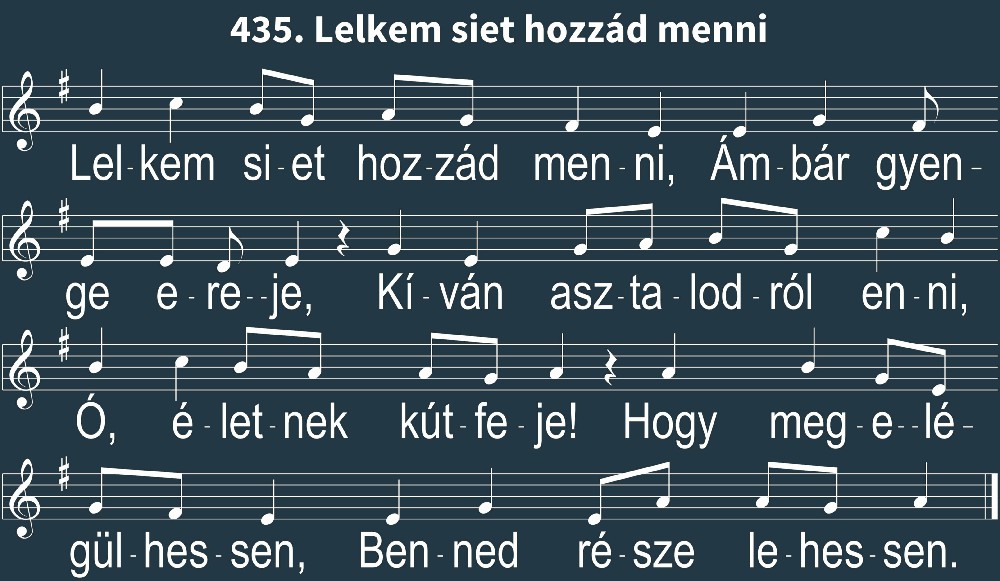 435. Lelkem siet hozzád menni
Lel-kem si-et hoz-zád men-ni, Ám-bár gyen-
ge e-re--je, Kí-ván asz-ta-lod-ról en-ni,
Ó, é-let-nek kút-fe-je! Hogy meg-e--lé-
gül-hes-sen, Ben-ned ré-sze le-hes-sen.